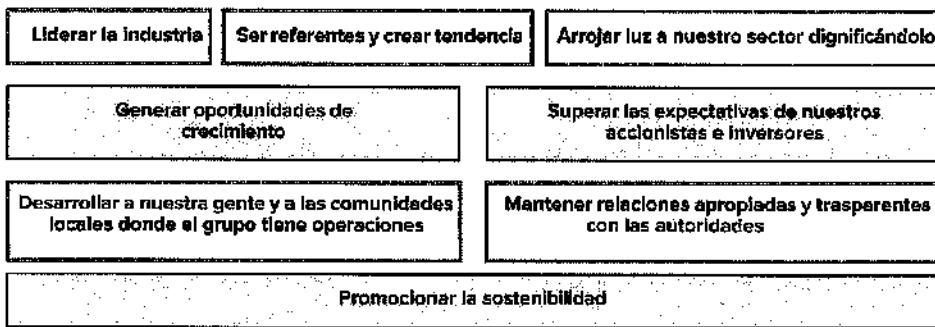 Liderar la industria
Ser referentes y crear tendencia
Arrojar luz a nuestro sector dignificándolo
Generar oportunidades de
crecimiento
Superar las expectativas de nuestros
accionistas e inversores
Desarrollar a nuestra gente y a las comunidades
locales donde el grupo tiene operaciones
Mantener relaciones apropiadas y trasparentes
con las autoridades
Promocionar la sostenibilidad